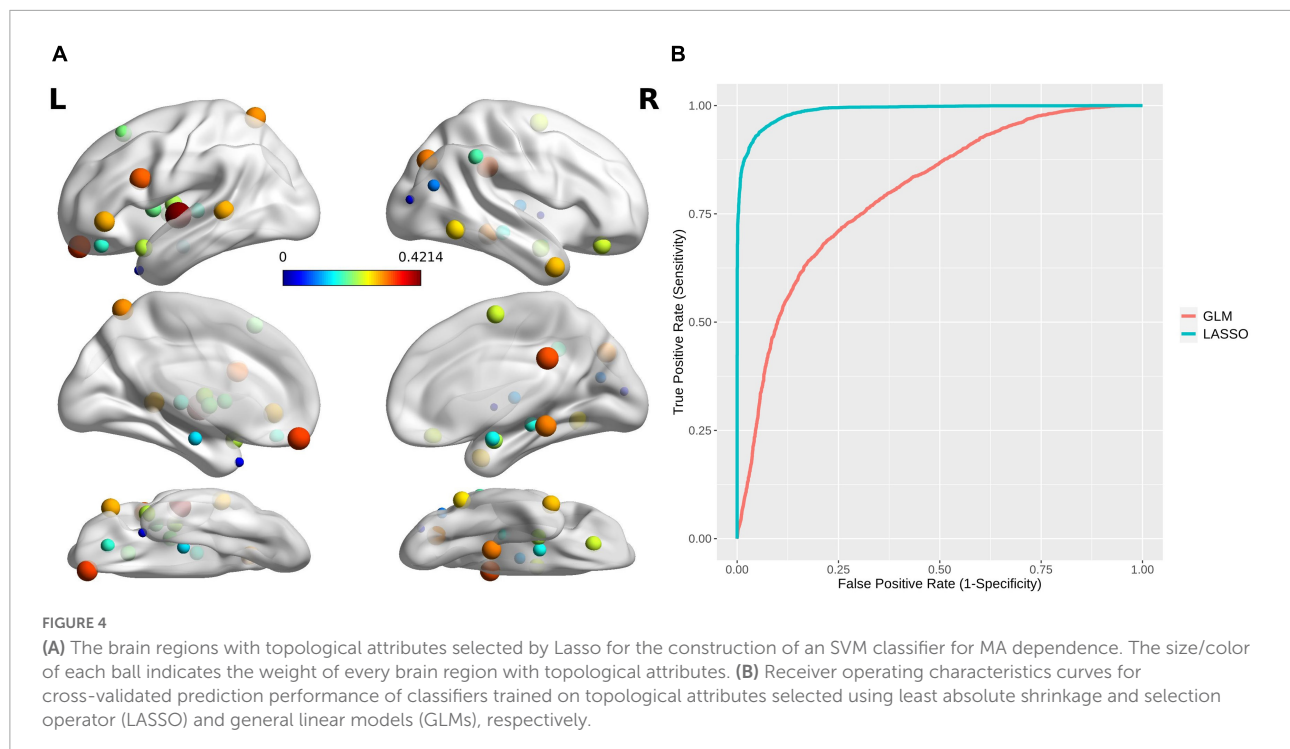 A
L
R
0 0.4214
B
True Positive Rate (Sensitivity)
1.00
0.75
0.50
0.25
0.00
0.00 0.25 0.50 0.75 1.00
False Positive Rate (1-Specificity)
GLM
LASSO
FIGURE 4
(A) The brain regions with topological attributes selected by Lasso for the construction of an SVM classifier for MA dependence. The size/color
of each ball indicates the weight of every brain region with topological attributes. (B) Receiver operating characteristics curves for
cross-validated prediction performance of classifiers trained on topological attributes selected using least absolute shrinkage and selection
operator (LASSO) and general linear models (GLMs), respectively.